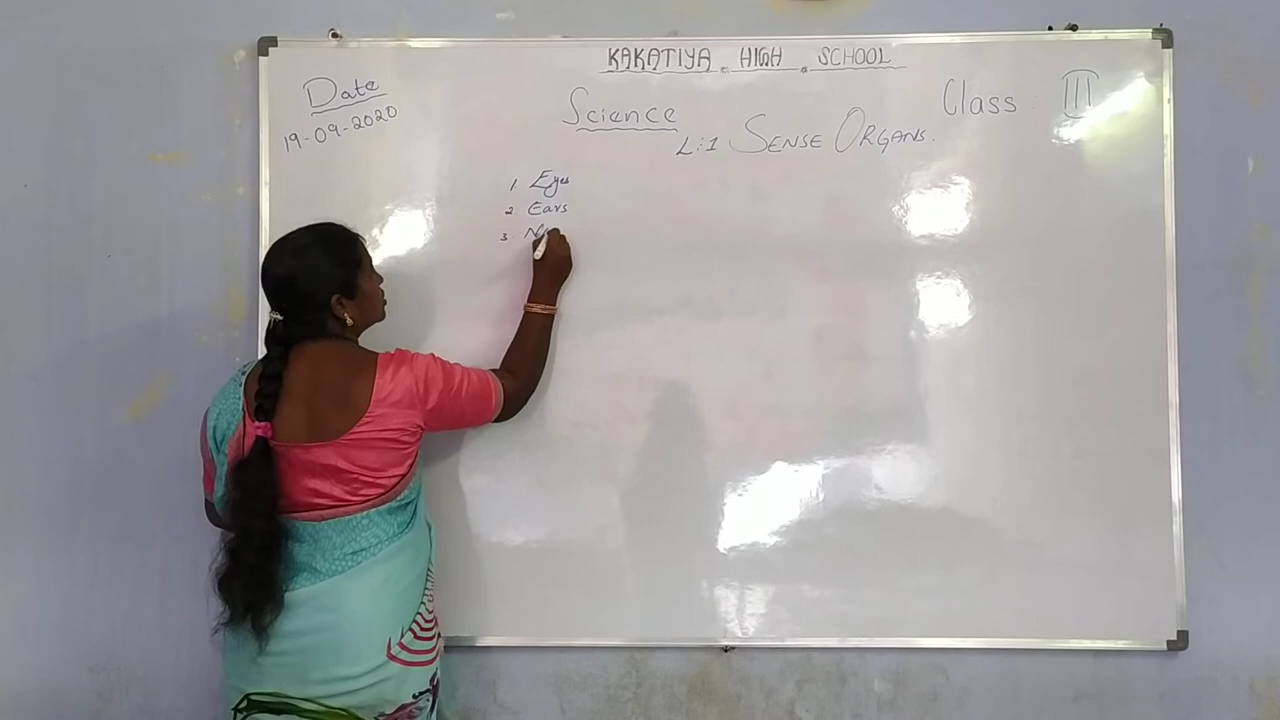 KAKATIYA HIGH SCHOOL
Date
19-09-2020
Science
Class III
L:1 SENSE ORGANS.
1. Eyes
2. Ears
3.